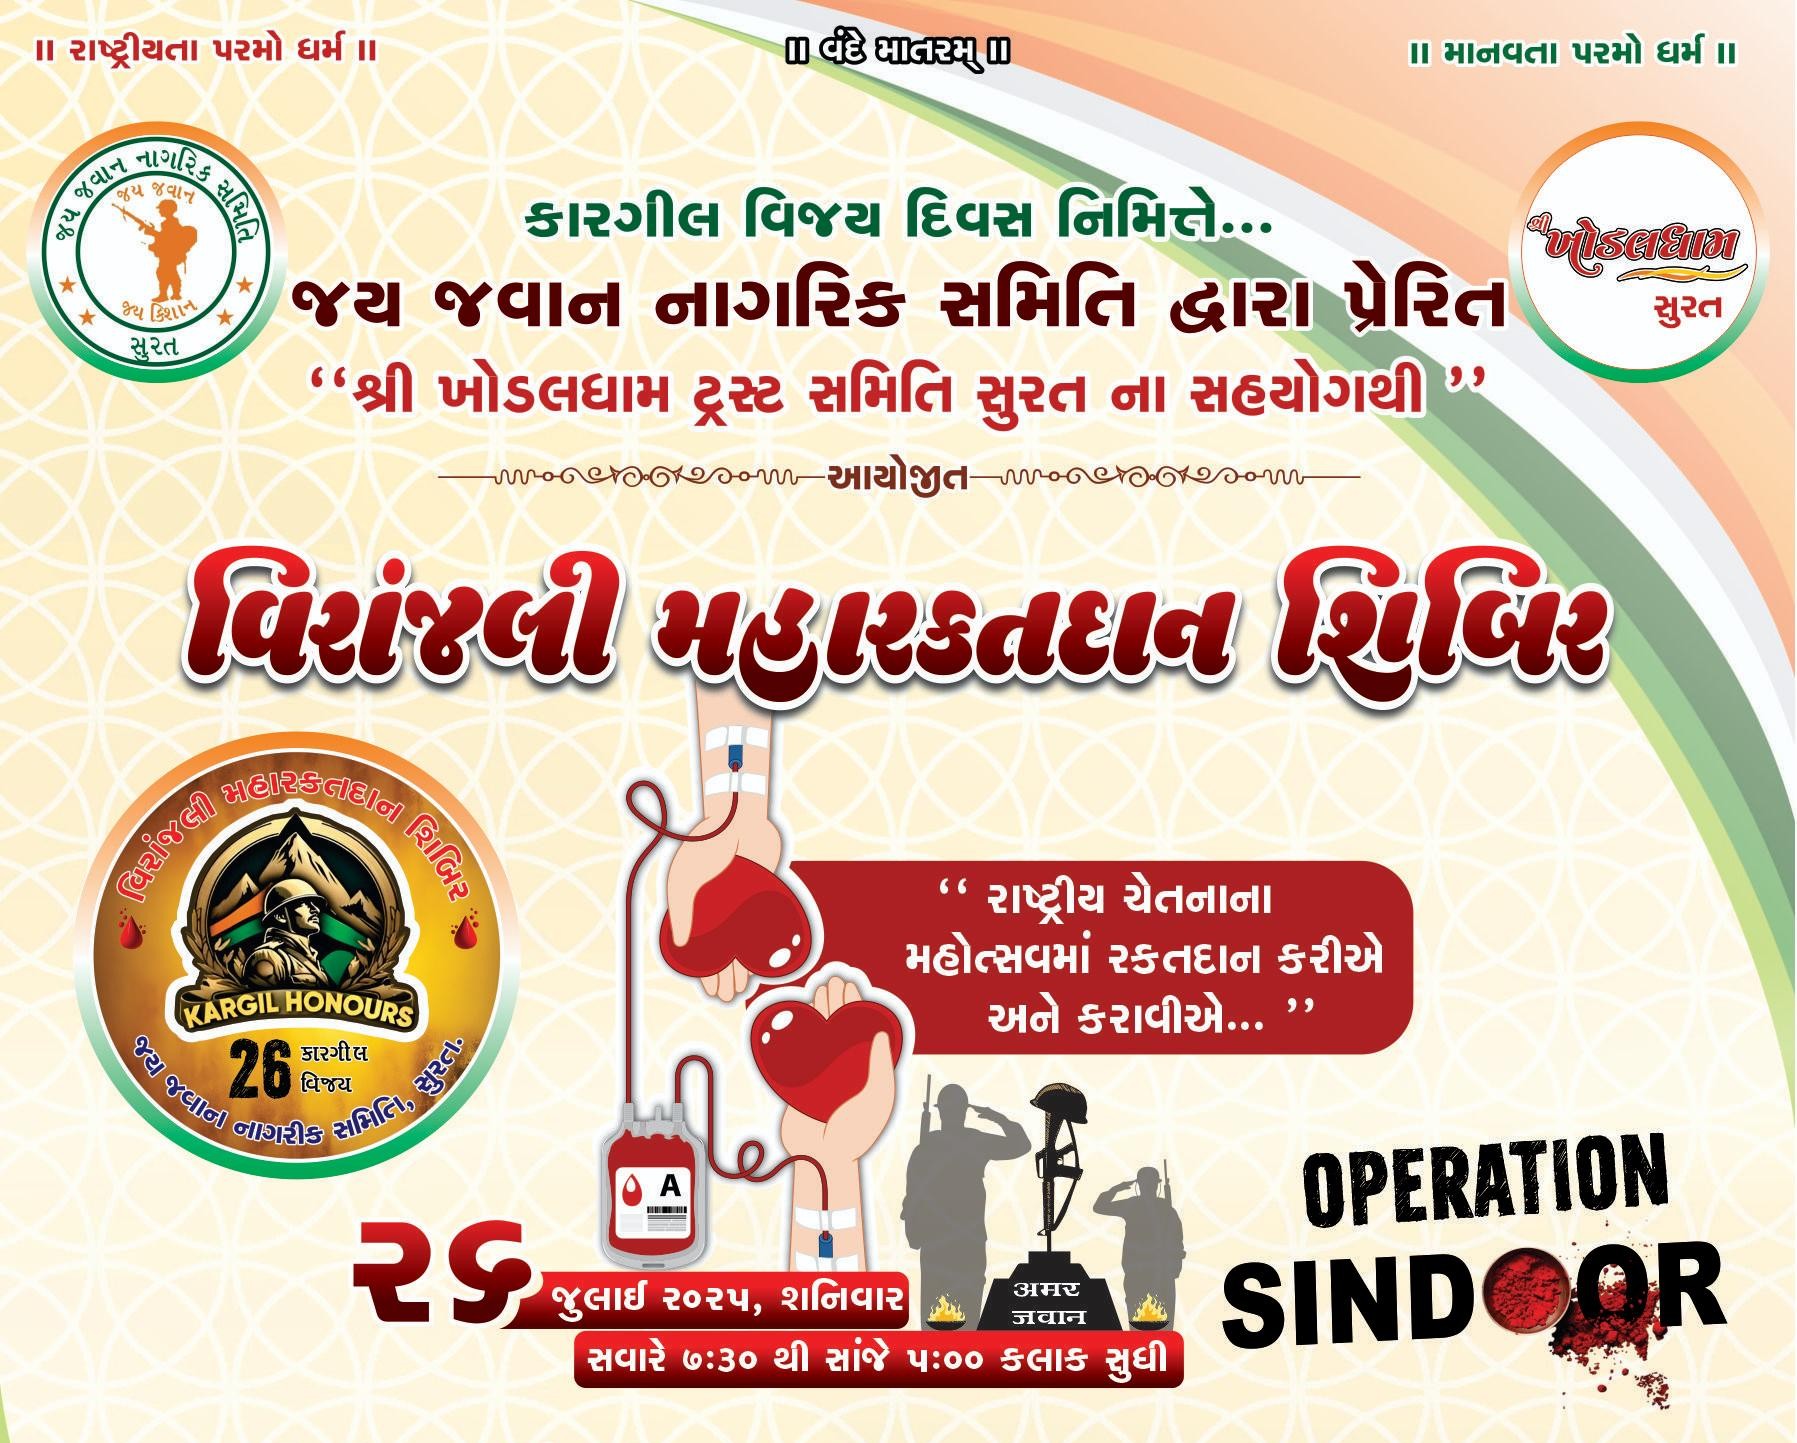 ॥ રાષ્ટ્રીયતા પરમો ધર્મ ॥
॥ વંદે માતરમ્ ॥
॥ માનવતા પરમો ધર્મ ॥
જય જવાન નાગરિક સમિતિ
જય જવાન
જય કિશાન
સુરત
શ્રી ખોડલધામ
સુરત
કારગીલ વિજય દિવસ નિમિત્તે...
જય જવાન નાગરિક સમિતિ દ્વારા પ્રેરિત
“શ્રી ખોડલધામ ટ્રસ્ટ સમિતિ સુરત ના સહયોગથી ”
આયોજીત
વિરાંજલી મહારકતદાન શિબિર
વિરાંજલી મહારકતદાન શિબિર
KARGIL HONOURS
26 કારગીલ
વિજય
જય જવાન નાગરીક સમિતિ, સુરત.
“ રાષ્ટ્રીય ચેતનાના
મહોત્સવમાં રકતદાન કરીએ
અને કરાવીએ... ”
A
अमर
जवान
OPERATION
SINDOOR
૨૬ જુલાઈ ૨૦૨૫, શનિવાર
સવારે ૭:૩૦ થી સાંજે ૫:૦૦ કલાક સુધી